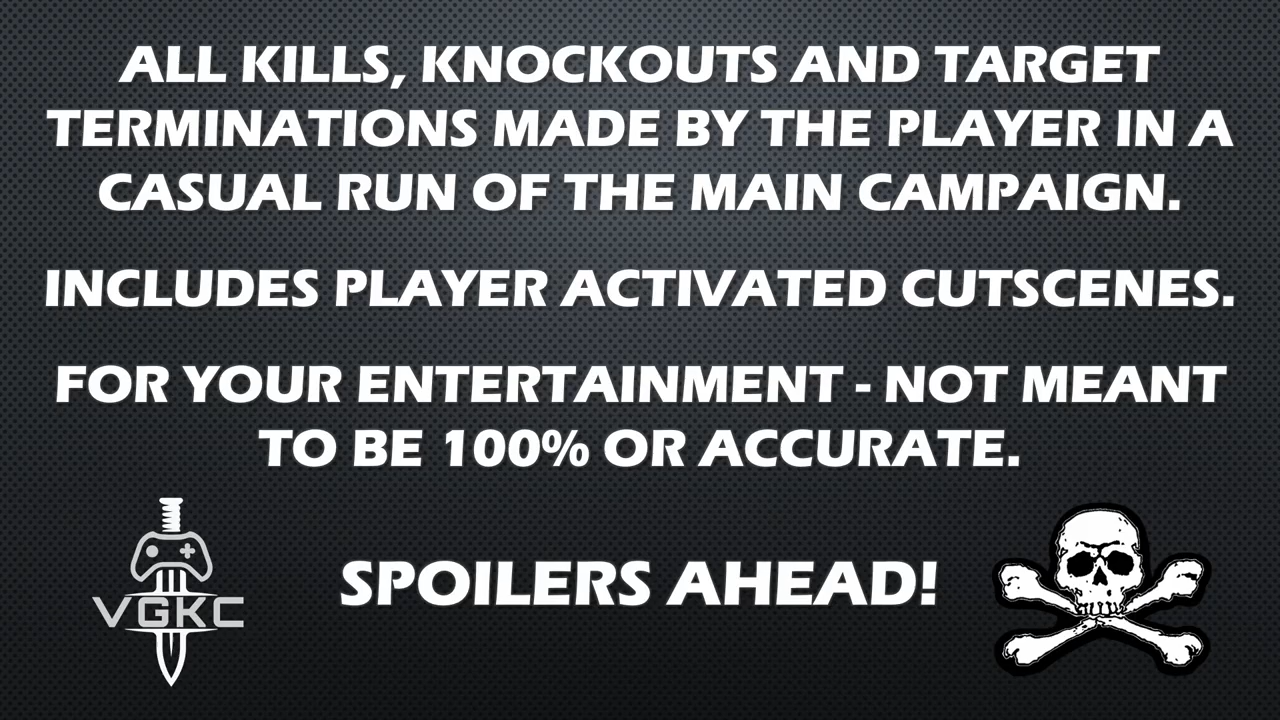 ALL KILLS, KNOCKOUTS AND TARGET
TERMINATIONS MADE BY THE PLAYER IN A
CASUAL RUN OF THE MAIN CAMPAIGN.
INCLUDES PLAYER ACTIVATED CUTSCENES.
FOR YOUR ENTERTAINMENT - NOT MEANT
TO BE 100% OR ACCURATE.
SPOILERS AHEAD!
VGKC